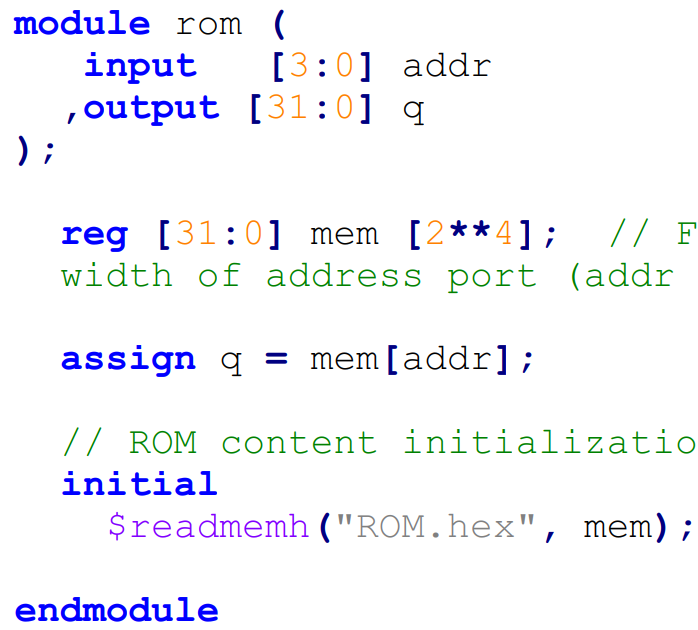 module rom (
input [3:0] addr
,output [31:0] q
);
reg [31:0] mem [2**4]; // F
width of address port (addr
assign q = mem[addr];
// ROM content initializatio
initial
$readmemh("ROM.hex", mem);
endmodule